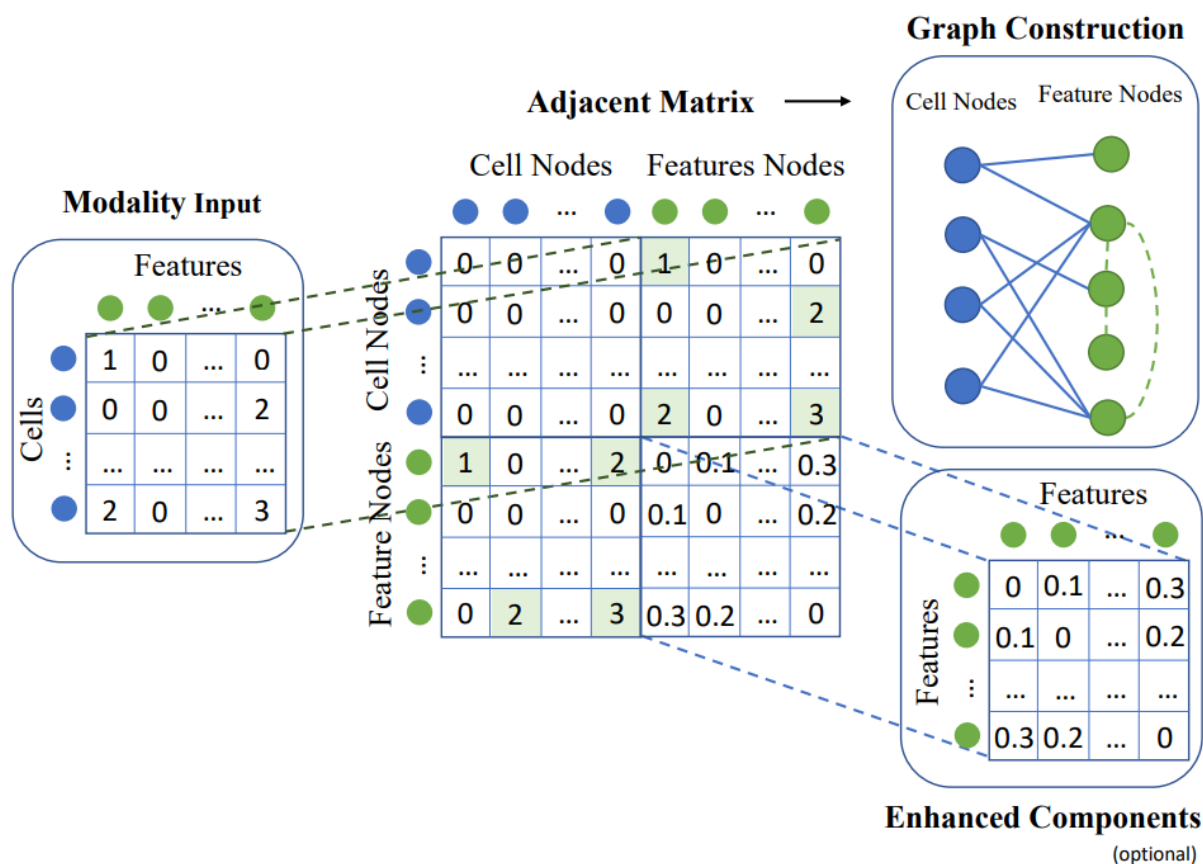 Graph Construction
Cell Nodes Feature Nodes
Adjacent Matrix
Cell Nodes Features Nodes
...
...
Cell Nodes
...
Feature Nodes
...
0 0 ... 0 1 0 ... 0
0 0 ... 0 0 0 ... 2
... ... ... ... ... ... ... ...
0 0 ... 0 2 0 ... 3
1 0 ... 2 0 0.1 ... 0.3
0 0 ... 0 0.1 0 ... 0.2
... ... ... ... ... ... ... ...
0 2 ... 3 0.3 0.2 ... 0
Modality Input
Features
...
Cells
...
1 0 ... 0
0 0 ... 2
... ... ... ...
2 0 ... 3
Features
...
Features
...
0 0.1 ... 0.3
0.1 0 ... 0.2
... ... ... ...
0.3 0.2 ... 0
Enhanced Components
(optional)